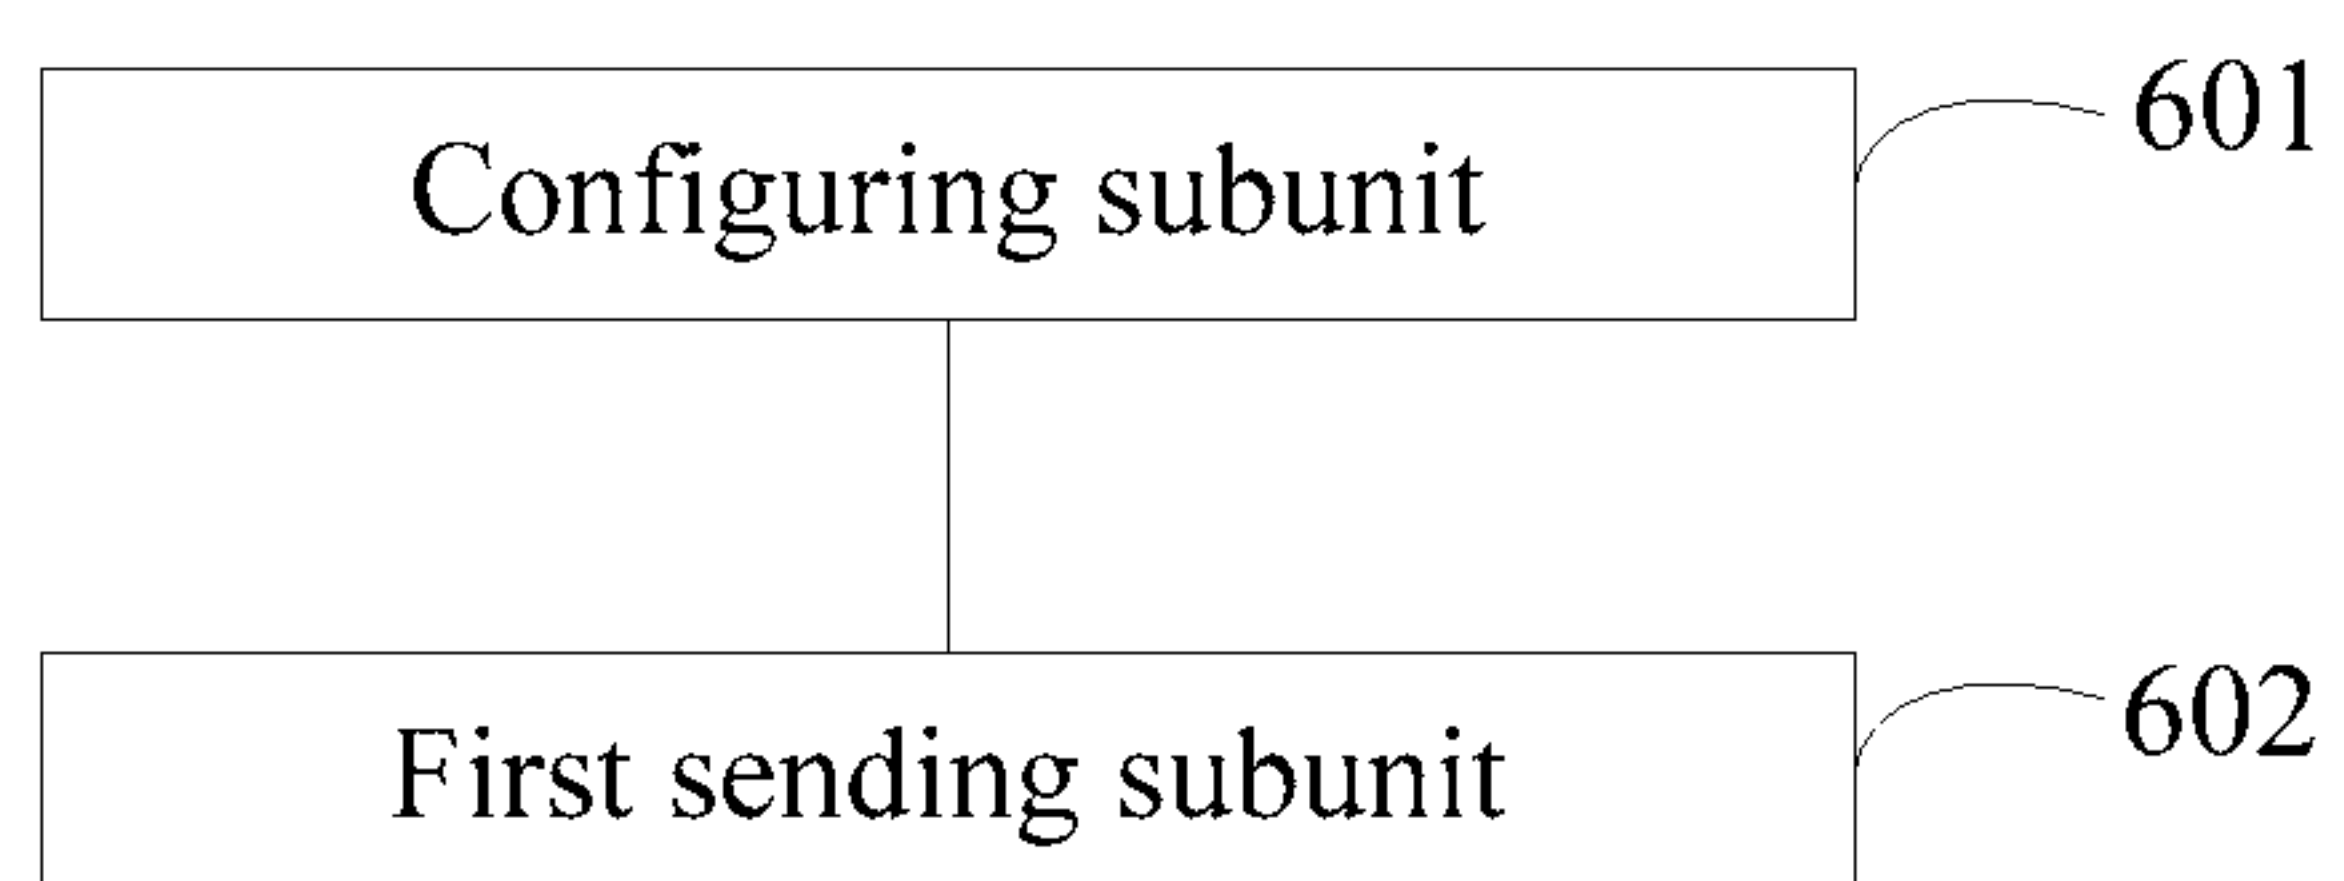 601
Configuring subunit
602
First sending subunit